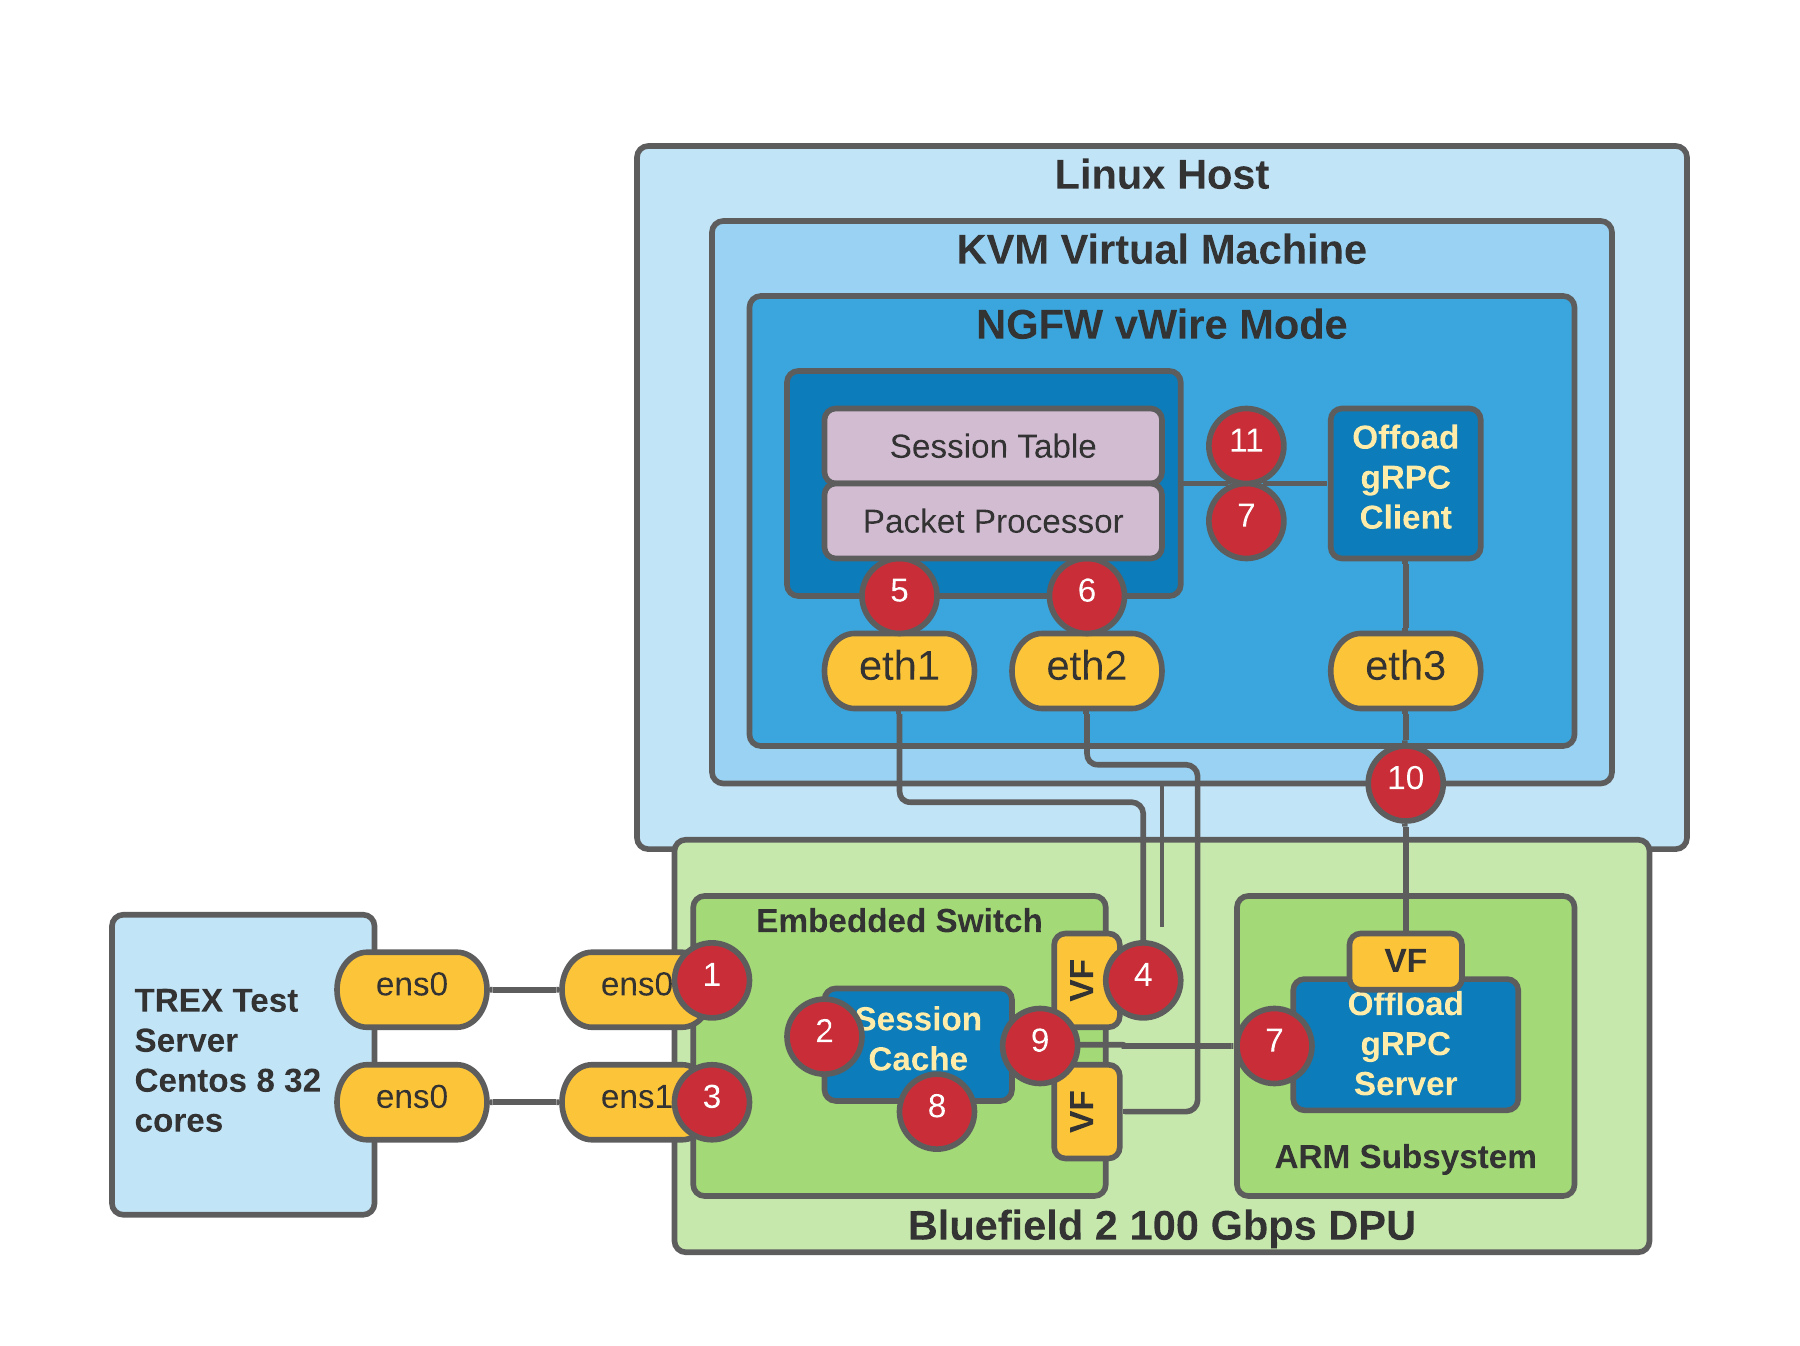 Linux Host
KVM Virtual Machine
NGFW vWire Mode
Session Table
Packet Processor
11
7
Offoad
gRPC
Client
5
6
eth1
eth2
eth3
10
Embedded Switch
TREX Test
Server
Centos 8 32
cores
ens0
ens0
1
ens0
ens1
3
2
Session
Cache
8
9
VF
4
VF
VF
7
Offload
gRPC
Server
ARM Subsystem
Bluefield 2 100 Gbps DPU